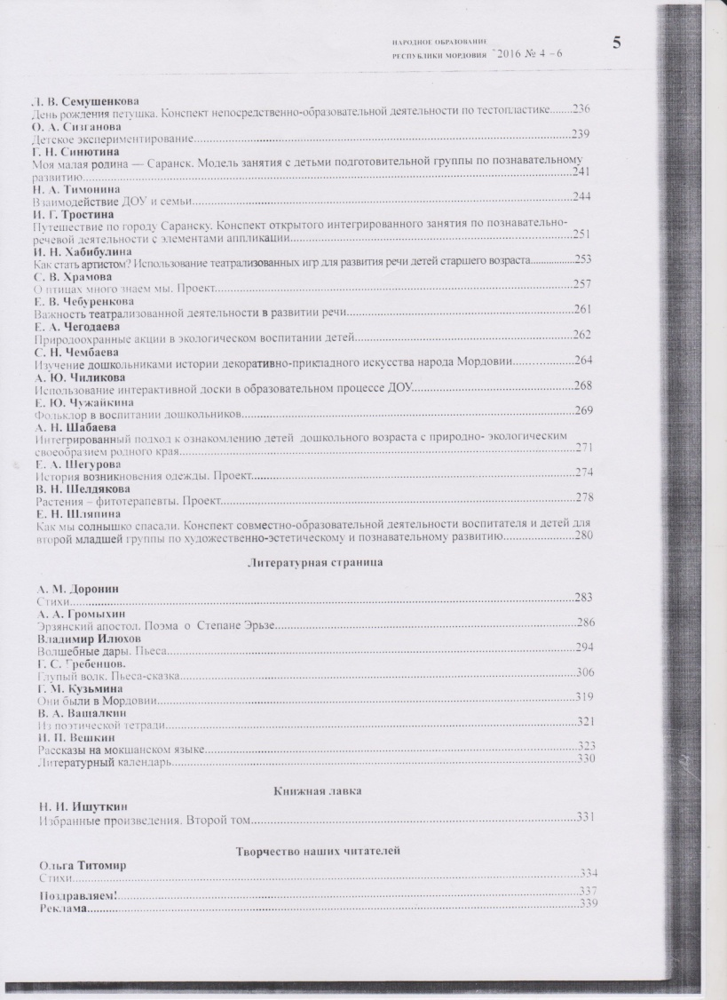 НАРОДНОЕ ОБРАЗОВАНИЕ
РЕСПУБЛИКИ МОРДОВИЯ 2016 № 4 –6
5
Л. В. Семушенкова
День рождения петушка. Конспект непосредственно-образовательной деятельности по тестопластике.......236
О. А. Сизганова
Детское экспериментирование.......239
Г. Н. Синютина
Моя малая родина — Саранск. Модель занятия с детьми подготовительной группы по познавательному
развитию.......241
Н. А. Тимонина
Взаимодействие ДОУ и семьи.......244
И. Г. Тростина
Путешествие по городу Саранску. Конспект открытого интегрированного занятия по познавательно-
речевой деятельности с элементами аппликации.......251
И. Н. Хабибулина
Как стать артистом? Использование театрализованных игр для развития речи детей старшего возраста.......253
С. В. Храмова
О птицах много знаем мы. Проект.......257
Е. В. Чебуренкова
Важность театрализованной деятельности в развитии речи.......261
Е. А. Чегодаева
Природоохранные акции в экологическом воспитании детей.......262
С. Н. Чембаева
Изучение дошкольниками истории декоративно-прикладного искусства народа Мордовии.......264
А. Ю. Чиликова
Использование интерактивной доски в образовательном процессе ДОУ.......268
Е. Ю. Чужайкина
Фольклор в воспитании дошкольников.......269
А. Н. Шабаева
Интегрированный подход к ознакомлению детей дошкольного возраста с природно- экологическим
своеобразием родного края.......271
Е. А. Шегурова
История возникновения одежды. Проект.......274
В. Н. Шелдякова
Растения – фитотерапевты. Проект.......278
Е. Н. Шляпина
Как мы солнышко спасали. Конспект совместно-образовательной деятельности воспитателя и детей для
второй младшей группы по художественно-эстетическому и познавательному развитию.......280
Литературная страница
А. М. Доронин
Стихи.......283
А. А. Громыхин
Эрзянский апостол. Поэма о Степане Эрьзе.......286
Владимир Илюхов
Волшебные дары. Пьеса.......294
Г. С. Гребенцов.
Глупый волк. Пьеса-сказка.......306
Г. М. Кузьмина
Они были в Мордовии.......319
В. А. Вашалкин
Из поэтической тетради.......321
И. П. Вешкин
Рассказы на мокшанском языке.......323
Литературный календарь.......330
Книжная лавка
Н. И. Ишуткин
Избранные произведения. Второй том.......331
Творчество наших читателей
Ольга Титомир
Стихи.......334
Поздравляем!.......337
Реклама.......339